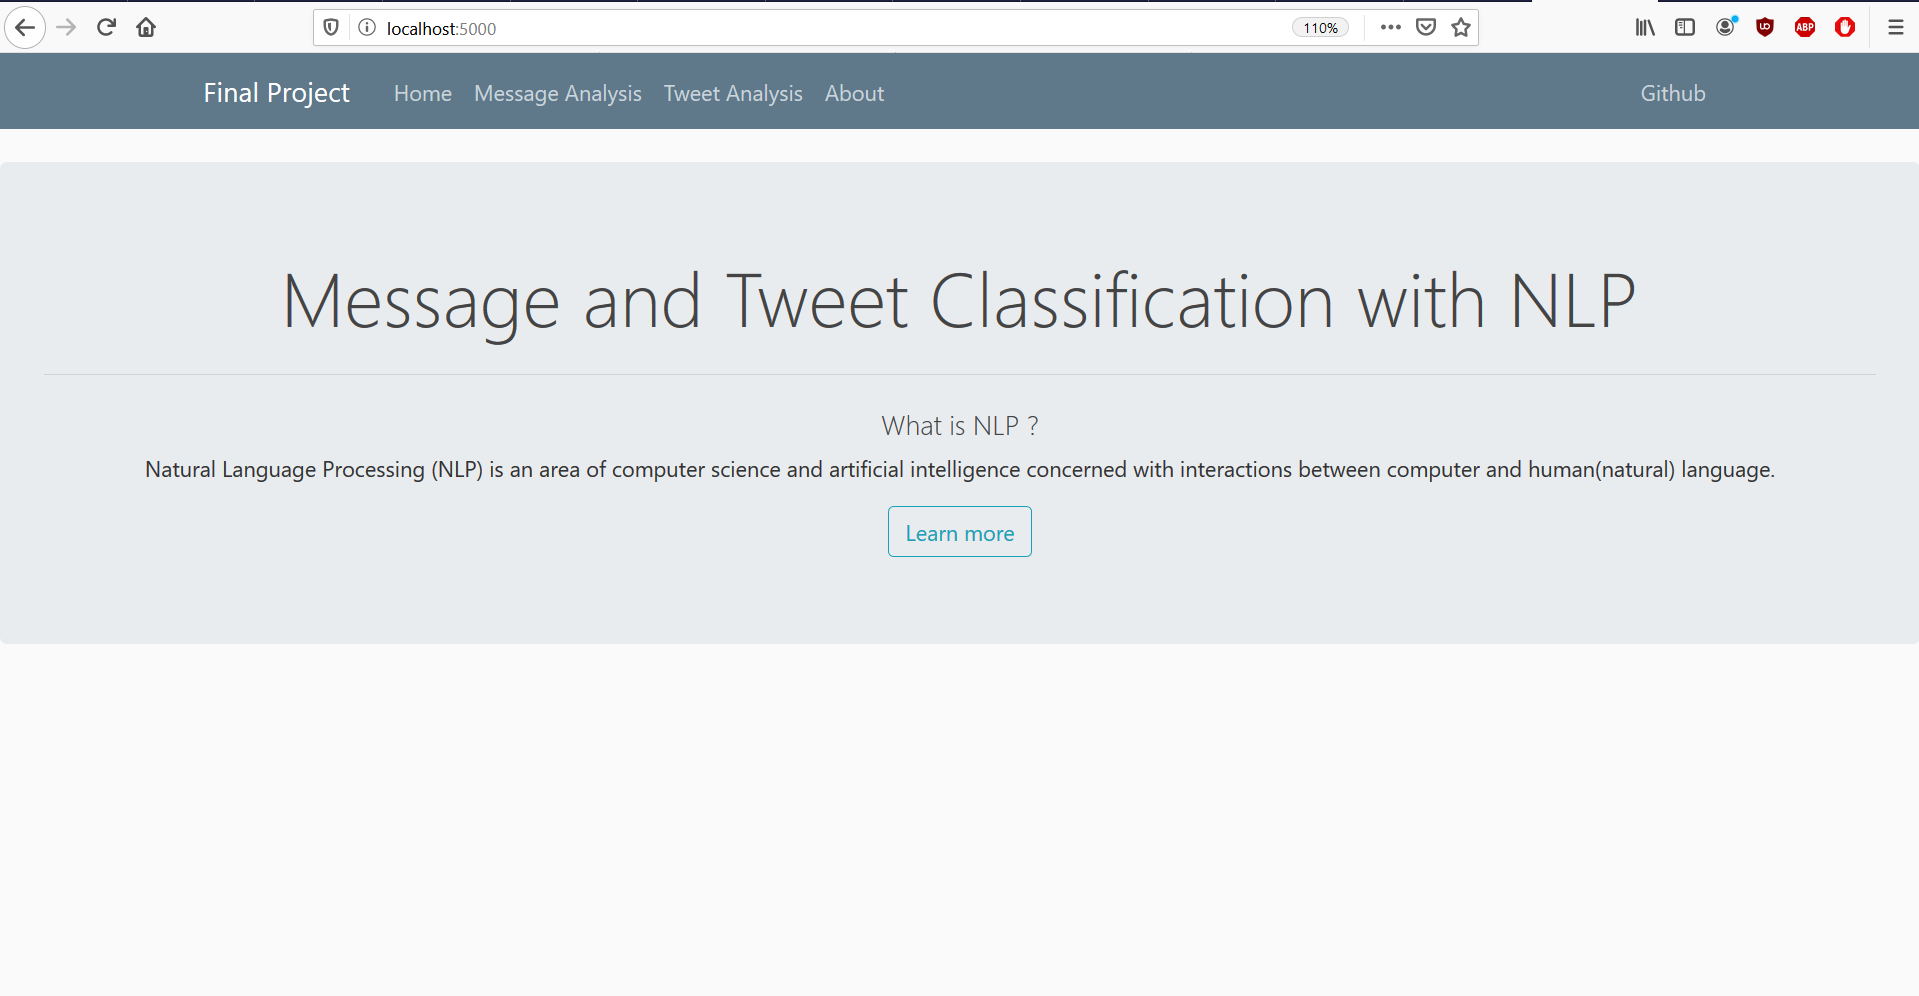 localhost:5000
110%
Final Project Home Message Analysis Tweet Analysis About Github
Message and Tweet Classification with NLP
What is NLP ?
Natural Language Processing (NLP) is an area of computer science and artificial intelligence concerned with interactions between computer and human(natural) language.
Learn more
ABP